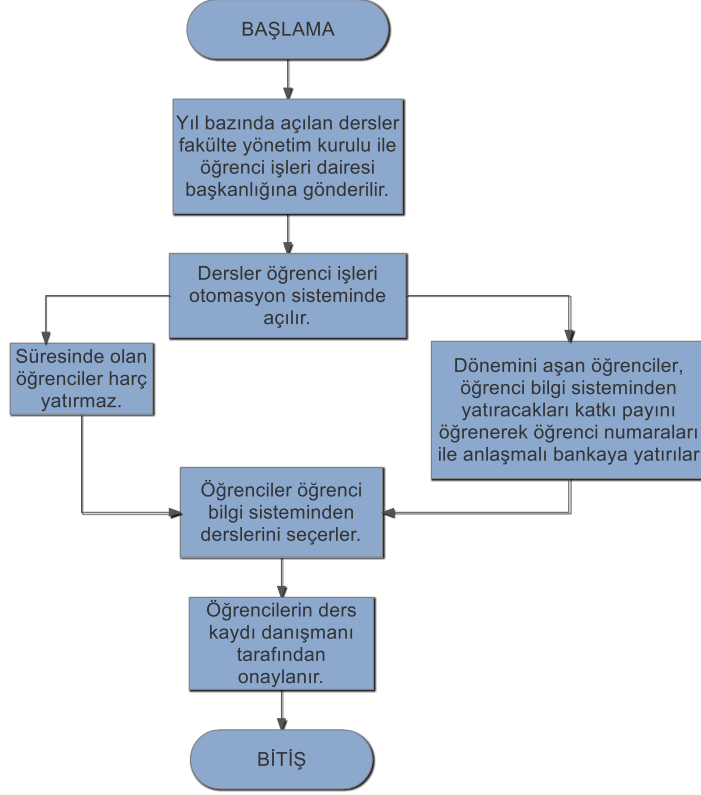 BAŞLAMA
Yıl bazında açılan dersler
fakülte yönetim kurulu ile
öğrenci işleri dairesi
başkanlığına gönderilir.
Dersler öğrenci işleri
otomasyon sisteminde
açılır.
Süresinde olan
öğrenciler harç
yatırmaz.
Dönemini aşan öğrenciler,
öğrenci bilgi sisteminden
yatıracakları katkı payını
öğrenerek öğrenci numaraları
ile anlaşmalı bankaya yatırılar
Öğrenciler öğrenci
bilgi sisteminden
derslerini seçerler.
Öğrencilerin ders
kaydı danışmanı
tarafından
onaylanır.
BİTİŞ